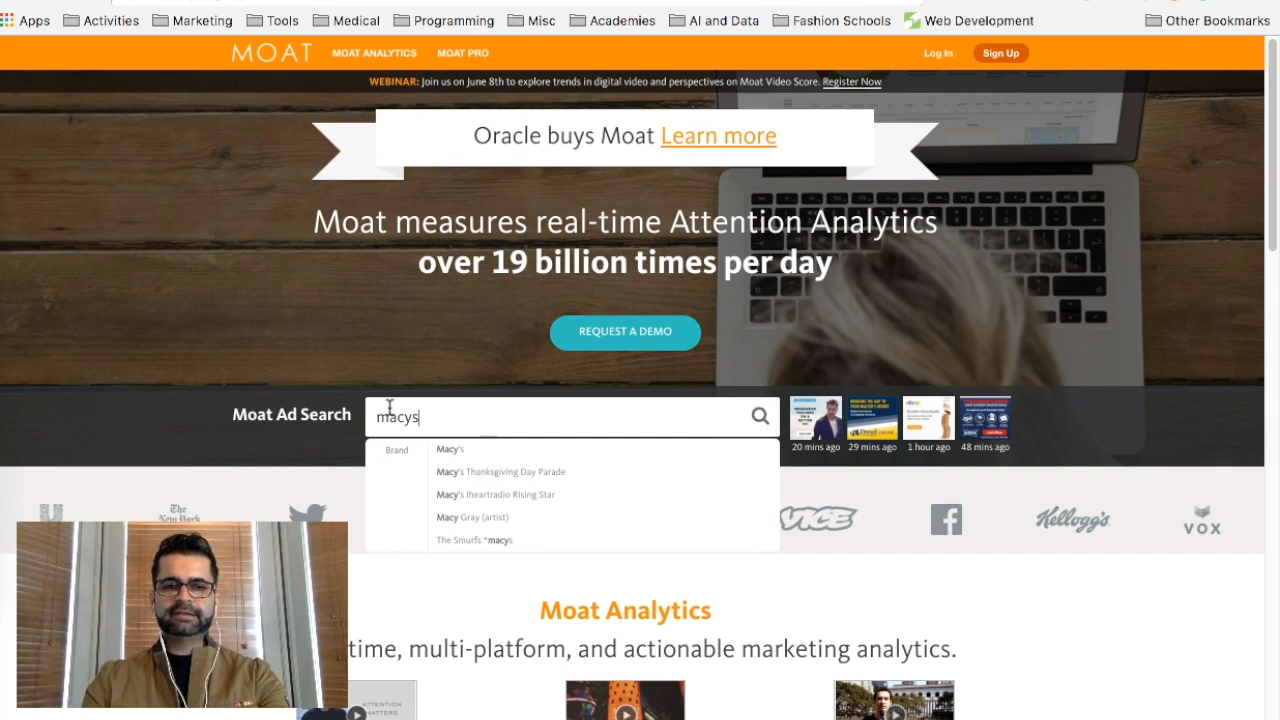 Apps Activities Marketing Tools Medical Programming Misc Academies AI and Data Fashion Schools Web Development Other Bookmarks
MOAT MOAT ANALYTICS MOAT PRO Log In Sign Up
WEBINAR: Join us on June 8th to explore trends in digital video and perspectives on Moat Video Score. Register Now
Oracle buys Moat Learn more
Moat measures real-time Attention Analytics
over 19 billion times per day
REQUEST A DEMO
Moat Ad Search macys
20 mins ago 29 mins ago 1 hour ago 48 mins ago
Brand Macy's
Macy's Thanksgiving Day Parade
Macy's Iheartradio Rising Star
Macy Gray (artist)
The Smurfs *macys
The New York
VICE Kellogg's VOX
Moat Analytics
time, multi-platform, and actionable marketing analytics.
ATTENTION
MATTERS